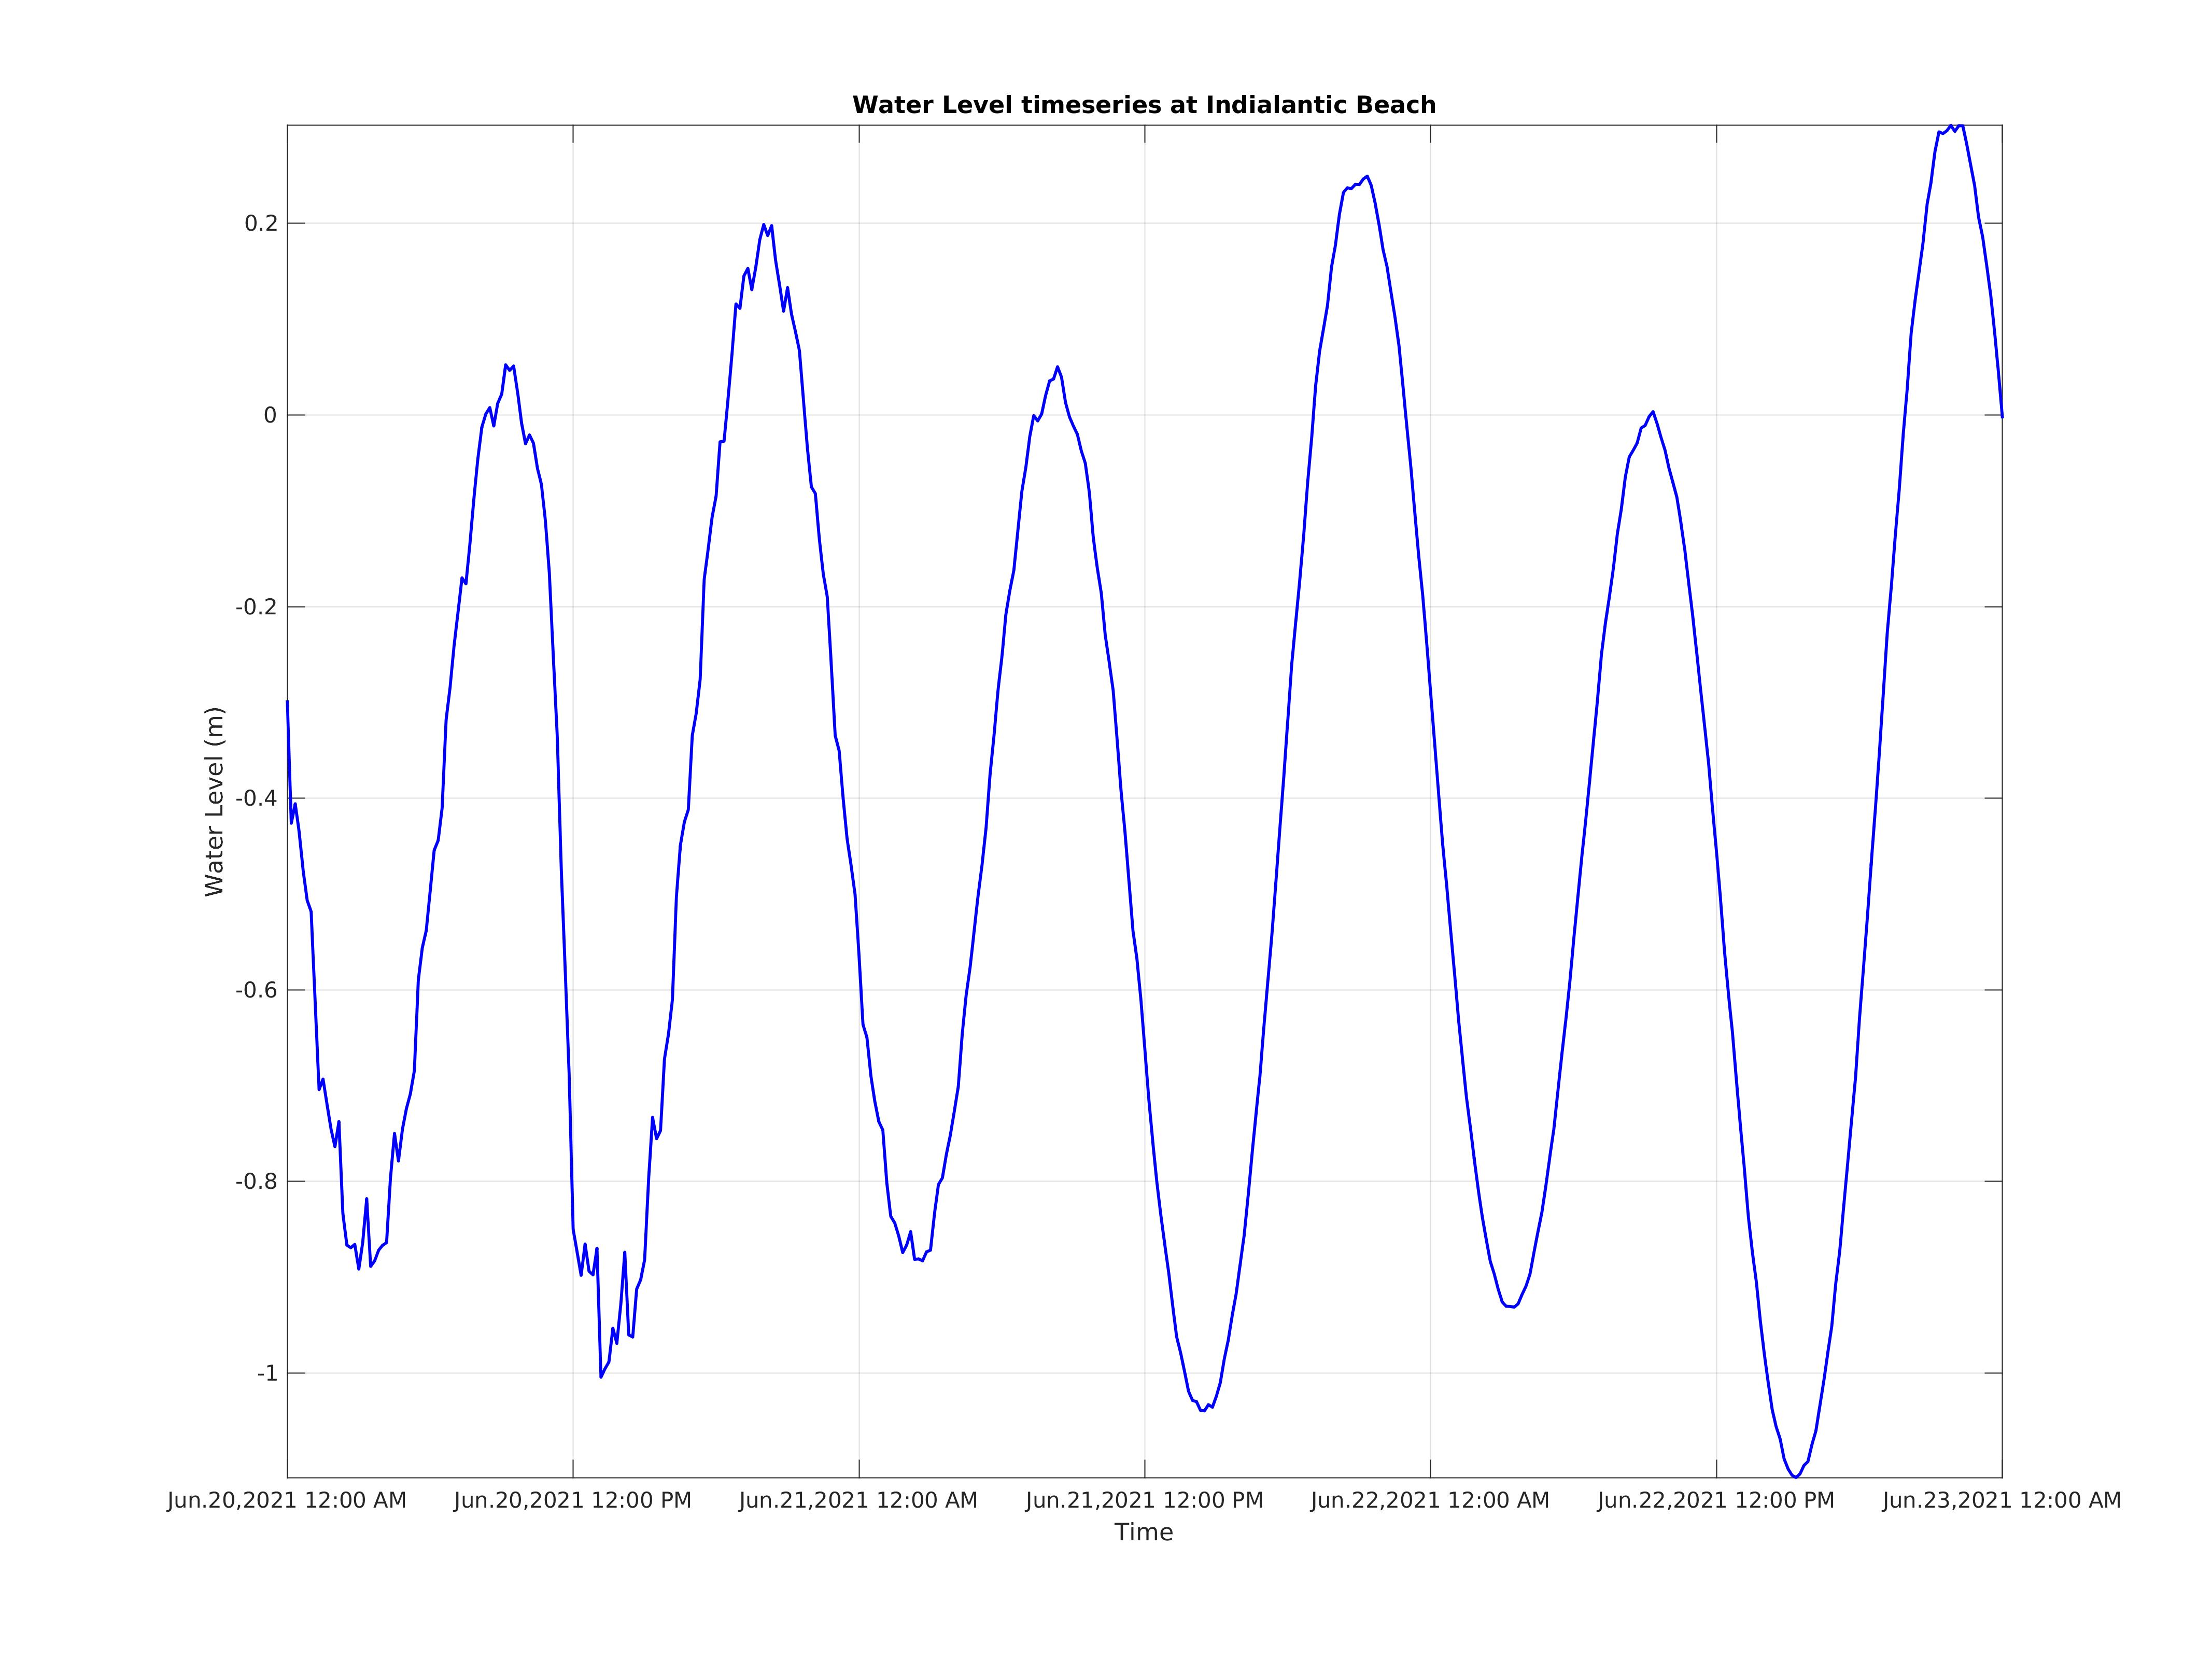 Water Level timeseries at Indialantic Beach
0.2
0
-0.2
-0.4
-0.6
-0.8
-1
Water Level (m)
Jun.20,2021 12:00 AM
Jun.20,2021 12:00 PM
Jun.21,2021 12:00 AM
Jun.21,2021 12:00 PM
Jun.22,2021 12:00 AM
Jun.22,2021 12:00 PM
Jun.23,2021 12:00 AM
Time